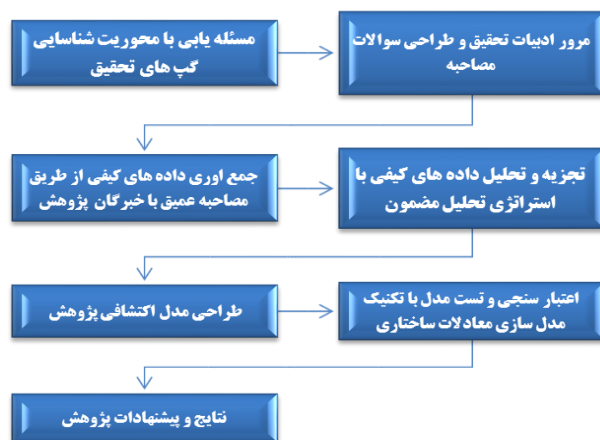 مسئله یابی با محوریت شناسایی
گپ های تحقیق
مرور ادبیات تحقیق و طراحی سوالات
مصاحبه
جمع اوری داده های کیفی از طریق
مصاحبه عمیق با خبرگان پژوهش
تجزیه و تحلیل داده های کیفی با
استراتژی تحلیل مضمون
طراحی مدل اکتشافی پژوهش
اعتبار سنجی و تست مدل با تکنیک
مدل سازی معادلات ساختاری
نتایج و پیشنهادات پژوهش